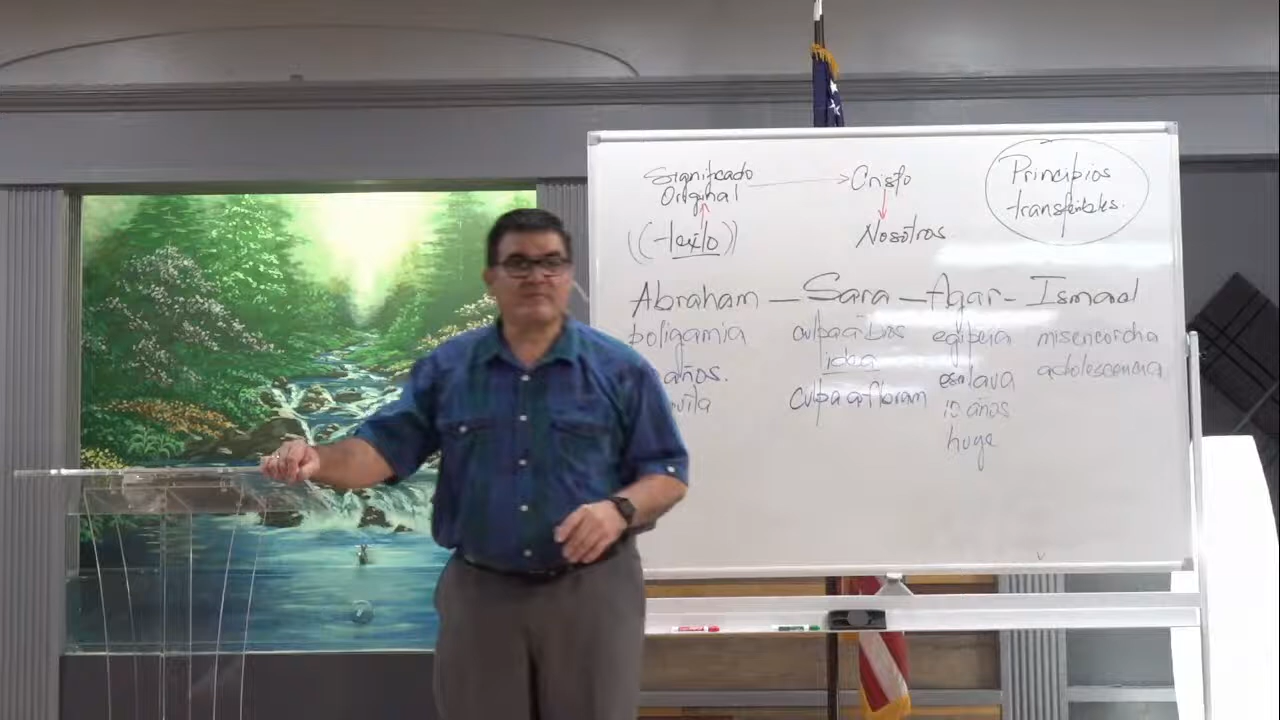 Significado
Original
Cristo
Principios
transferibles.
((texto))
Nosotros
Abraham - Sara - Agar - Ismael
poligamia
culpa a Dios
egipcia
misericordia
años.
idea
esclava
adolescencia
culpa a Abram
10 años
huye